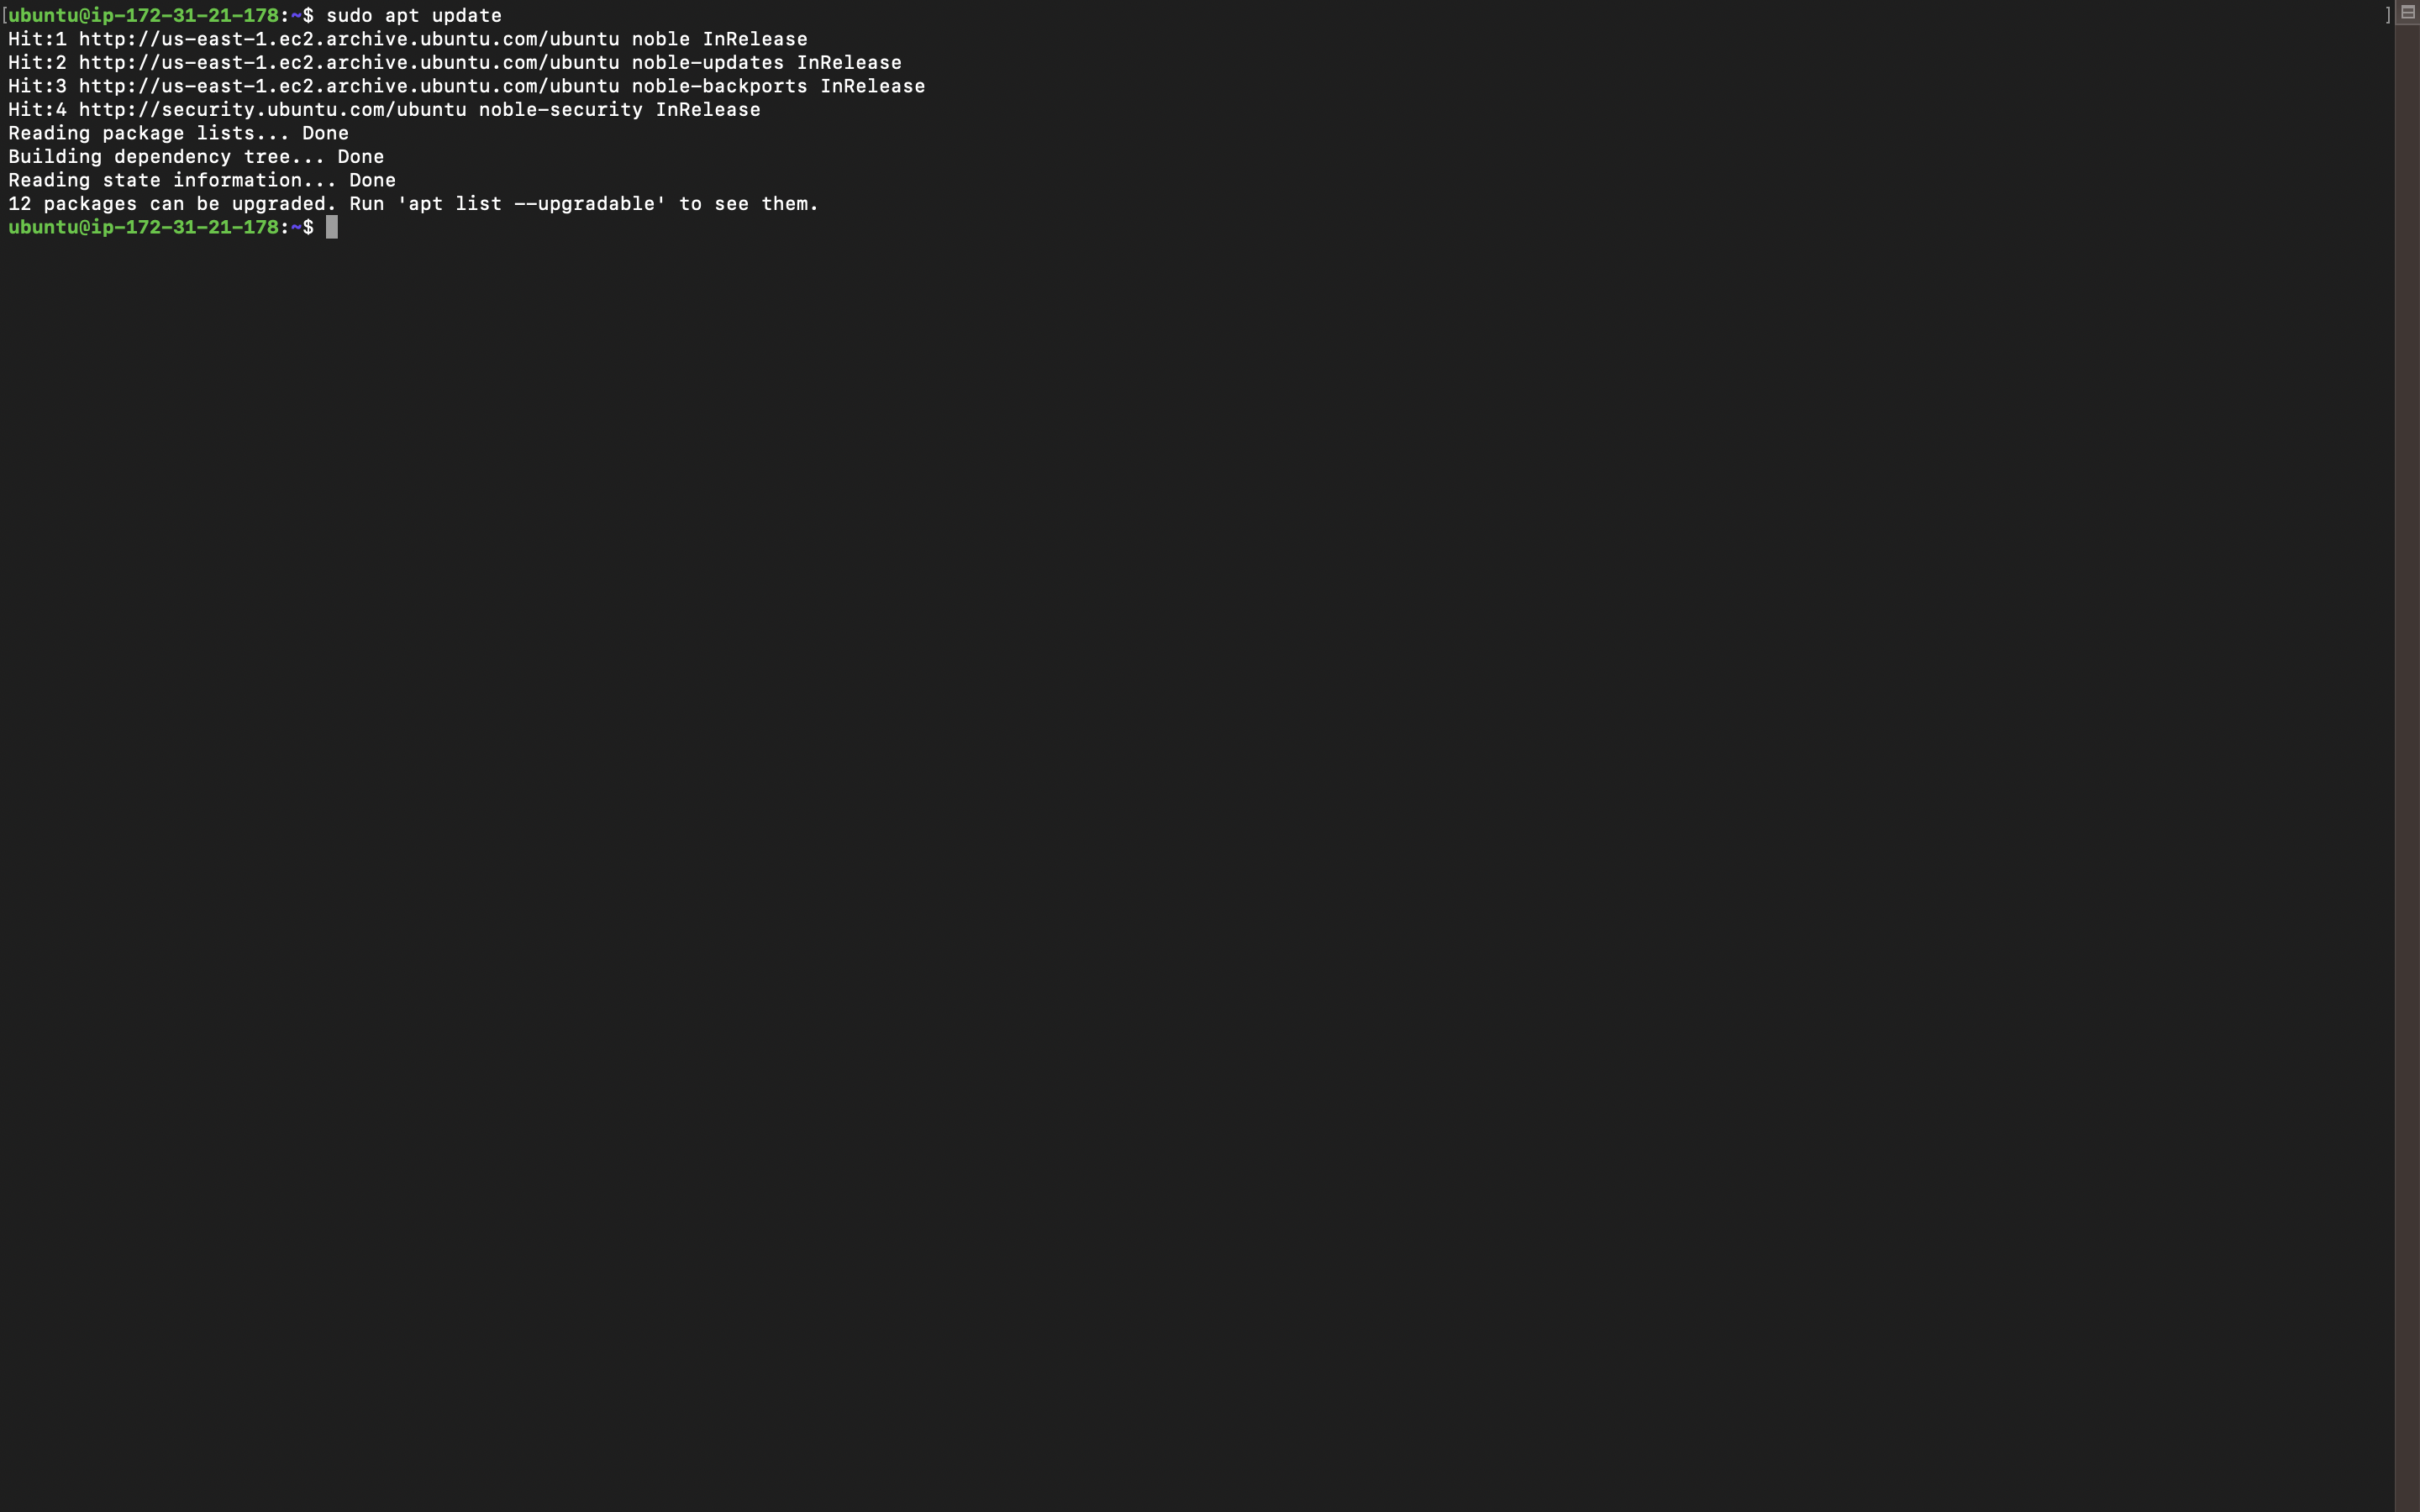 [ubuntu@ip-172-31-21-178:~$ sudo apt update ]
Hit:1 http://us-east-1.ec2.archive.ubuntu.com/ubuntu noble InRelease
Hit:2 http://us-east-1.ec2.archive.ubuntu.com/ubuntu noble-updates InRelease
Hit:3 http://us-east-1.ec2.archive.ubuntu.com/ubuntu noble-backports InRelease
Hit:4 http://security.ubuntu.com/ubuntu noble-security InRelease
Reading package lists... Done
Building dependency tree... Done
Reading state information... Done
12 packages can be upgraded. Run 'apt list --upgradable' to see them.
ubuntu@ip-172-31-21-178:~$